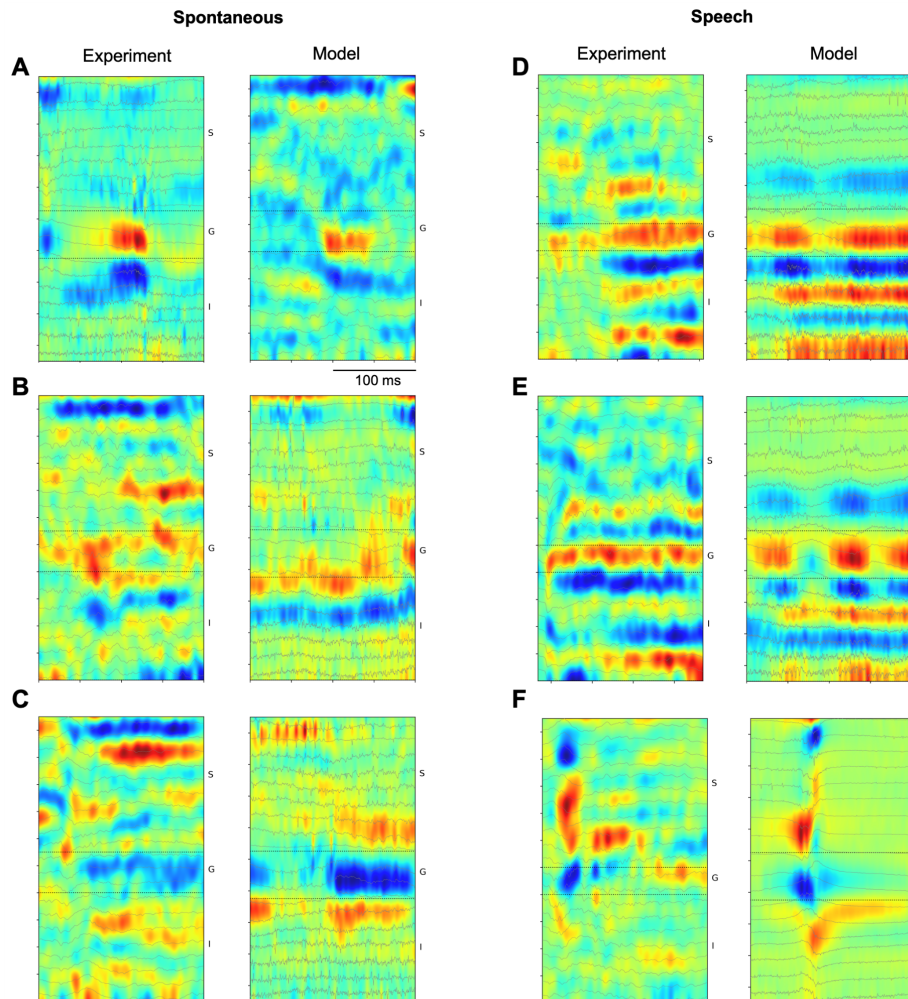 Spontaneous Speech
Experiment Model Experiment Model
A D
S S S S
G G G G
I I I I
100 ms
B E
S S S S
G G G G
I I I I
C F
S S S S
G G G G
I I I I